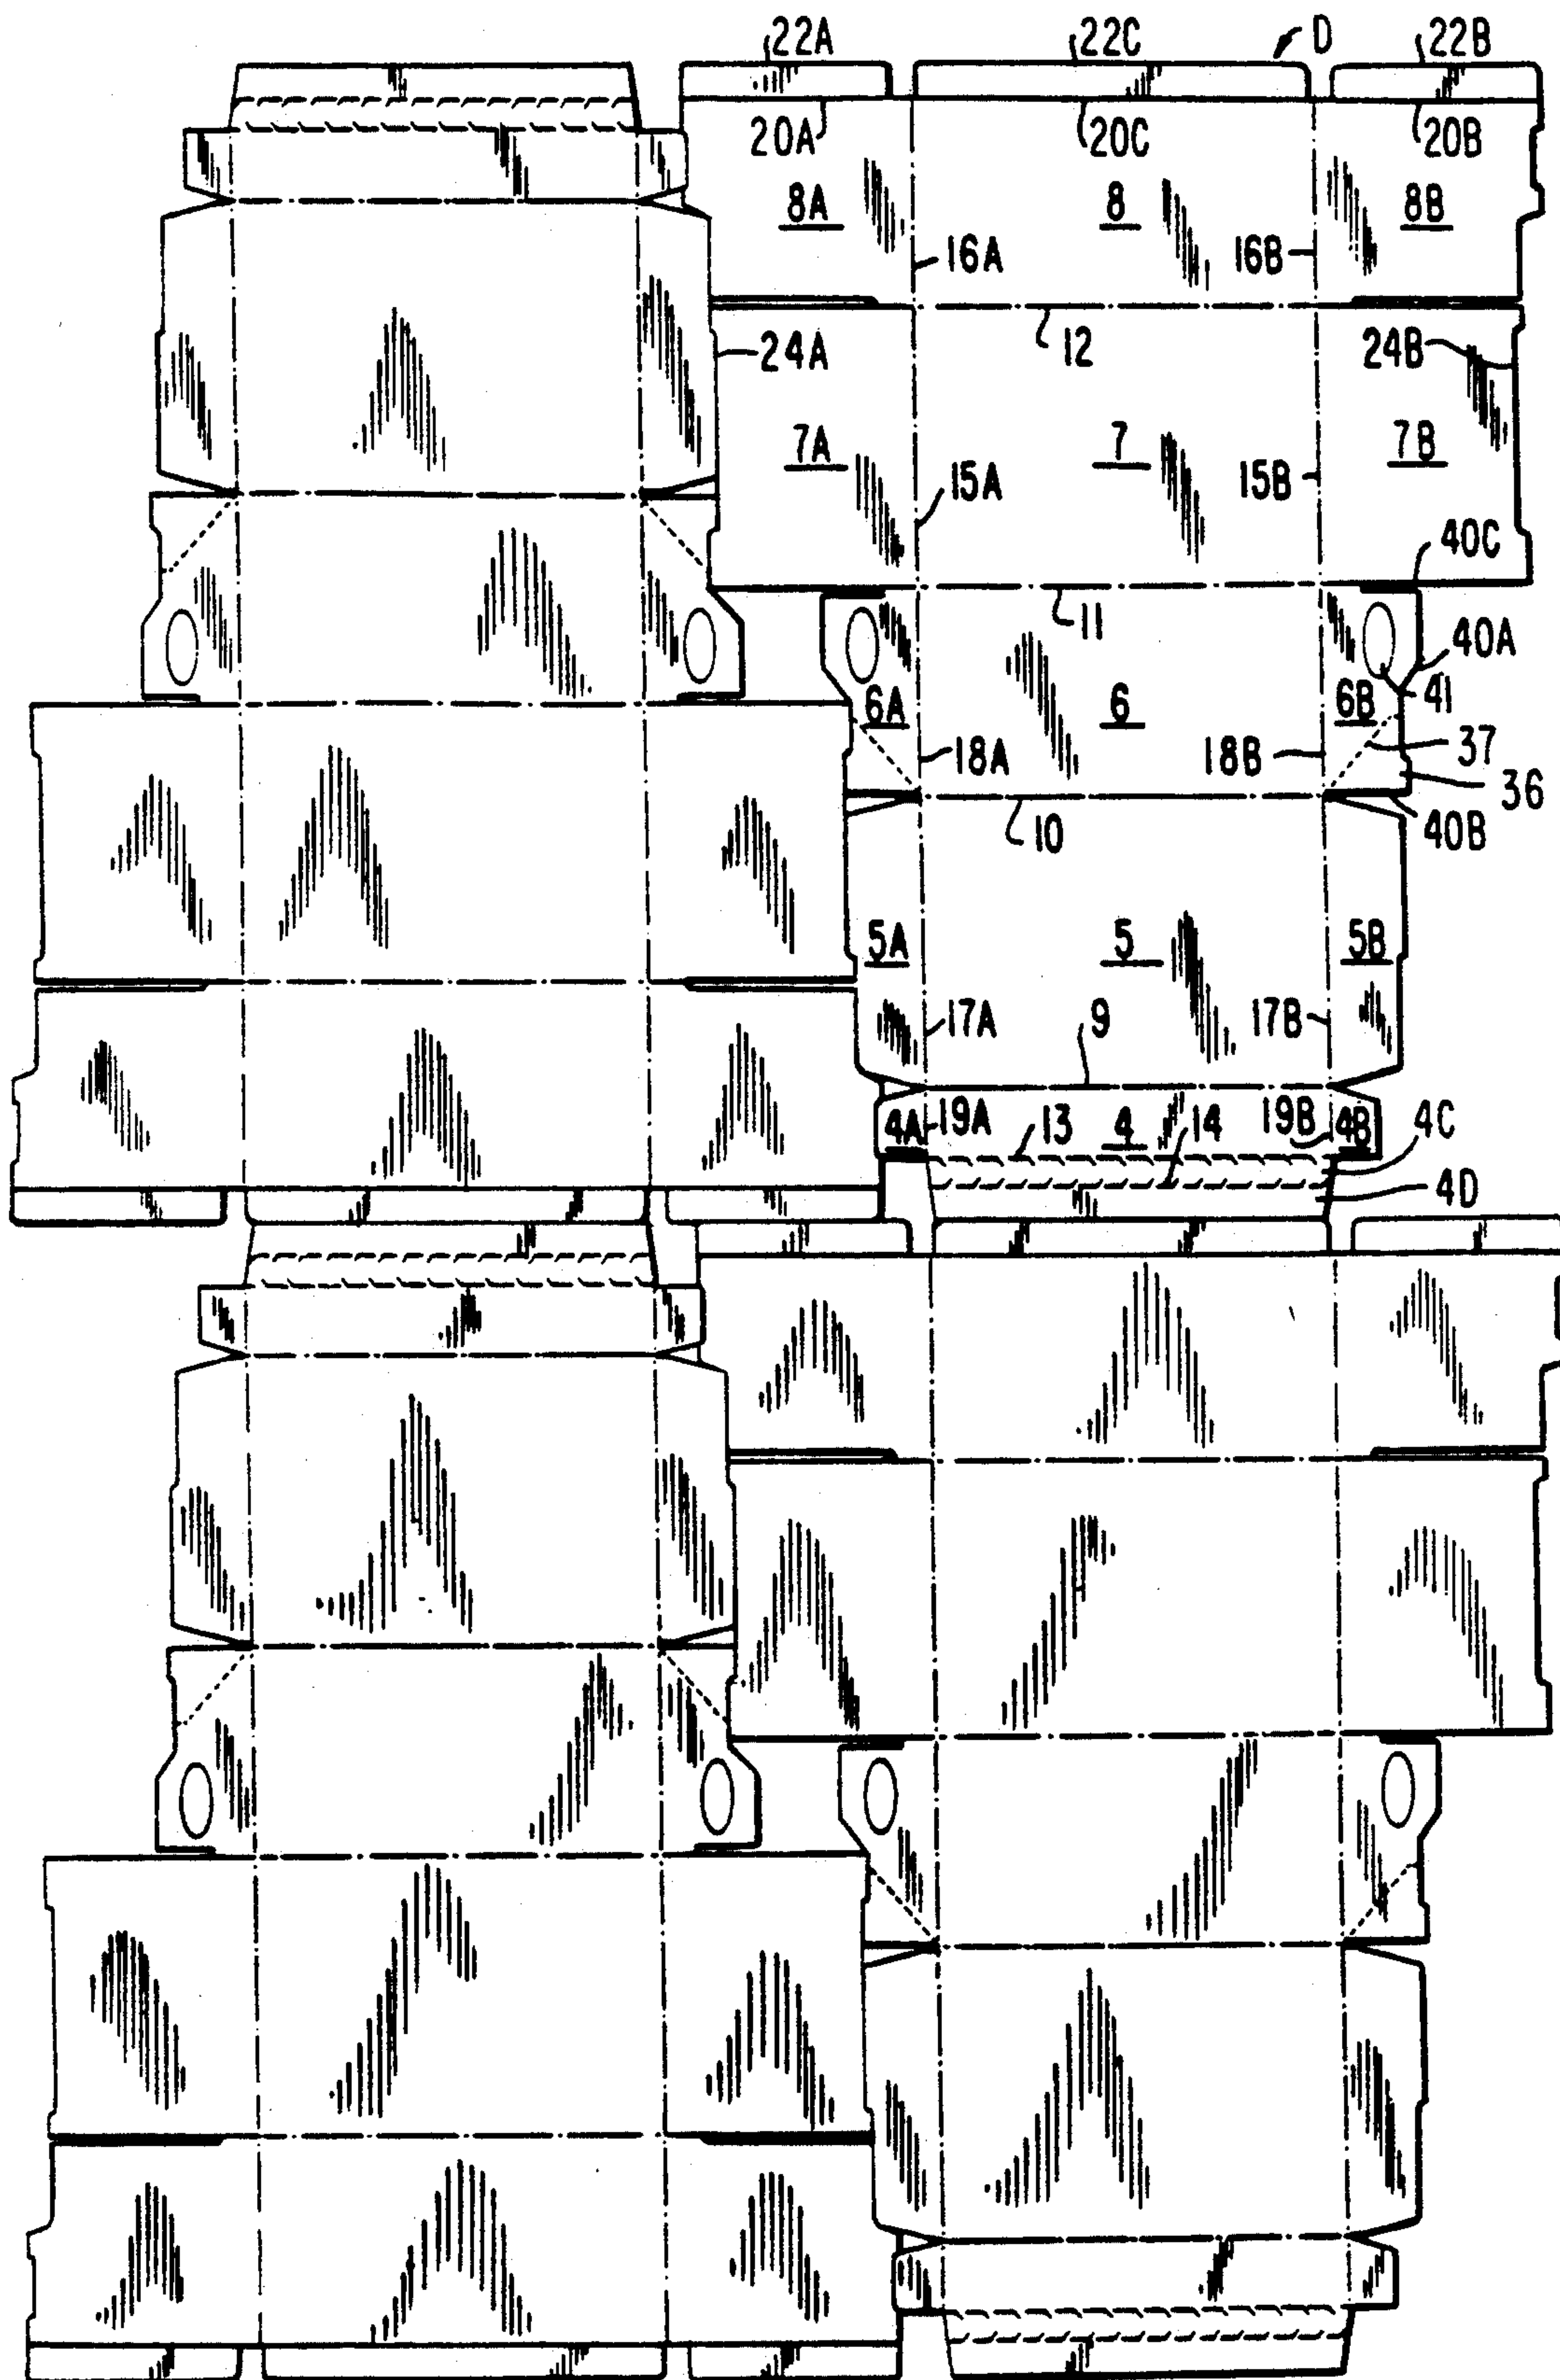 22A 22C D 22B
20A 20C 20B
8A 8 8B
16A 16B
12
24A 24B
7A 7 7B
15A 15B
40C
11
40A
6A 6 6B 41
18A 18B 37
36
10 40B
5A 5 5B
17A 9 17B
4A 19A 13 4 14 19B 4B 4C
4D